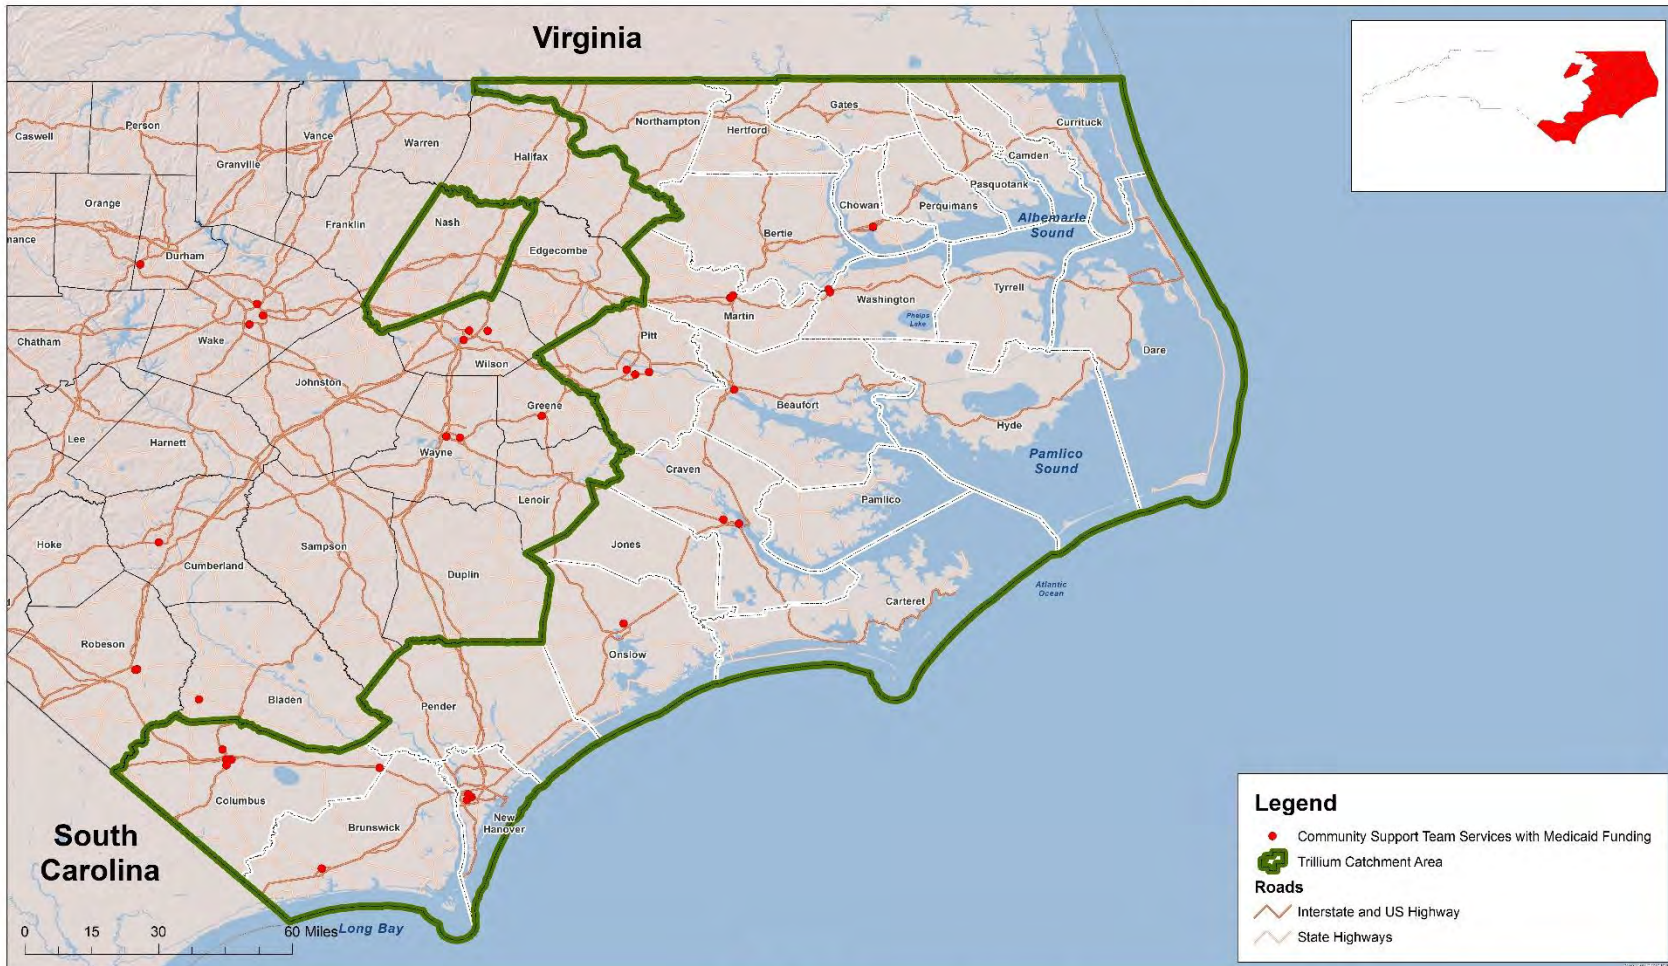 Virginia
Caswell
Person
Granville
Vance
Warren
Halifax
Northampton
Hertford
Gates
Currituck
Camden
Pasquotank
Perquimans
Chowan
Albemarle
Sound
Orange
Durham
Franklin
Nash
Edgecombe
Bertie
mance
Chatham
Wake
Johnston
Wilson
Pitt
Martin
Washington
Tyrrell
Phelps
Lake
Dare
Lee
Harnett
Wayne
Greene
Beaufort
Hyde
Pamlico
Sound
Lenoir
Craven
Pamlico
Hoke
Cumberland
Sampson
Duplin
Jones
Atlantic
Ocean
Carteret
Onslow
Robeson
Bladen
Pender
Columbus
Brunswick
New
Hanover
South
Carolina
Long Bay
0 15 30 60 Miles
Legend
Community Support Team Services with Medicaid Funding
Trillium Catchment Area
Roads
Interstate and US Highway
State Highways